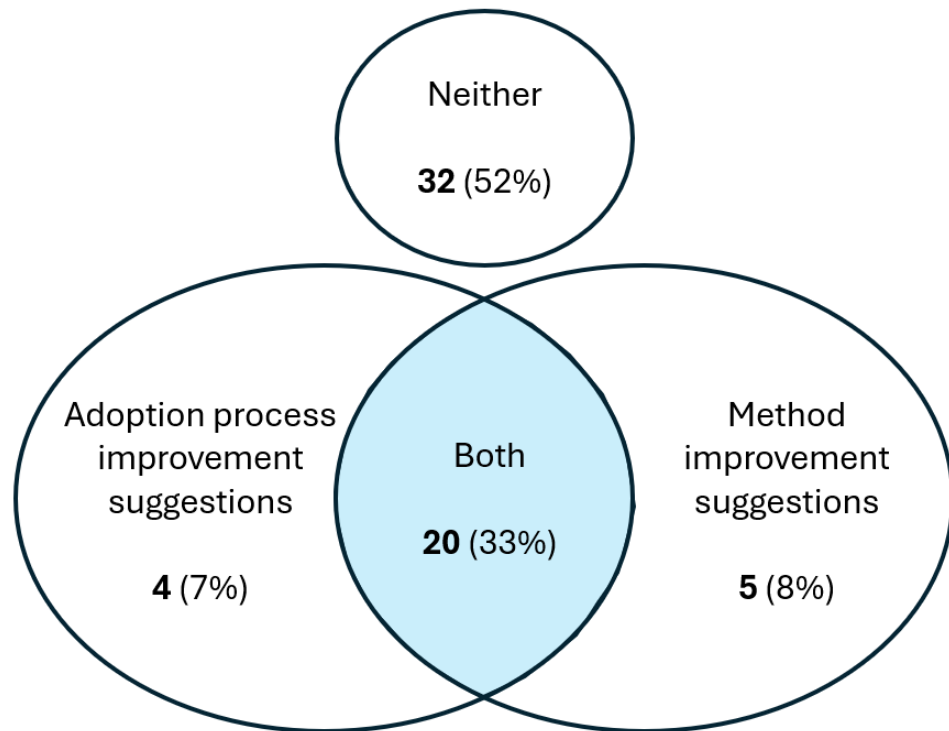 Neither
32 (52%)
Adoption process
improvement
suggestions
4 (7%)
Both
20 (33%)
Method
improvement
suggestions
5 (8%)